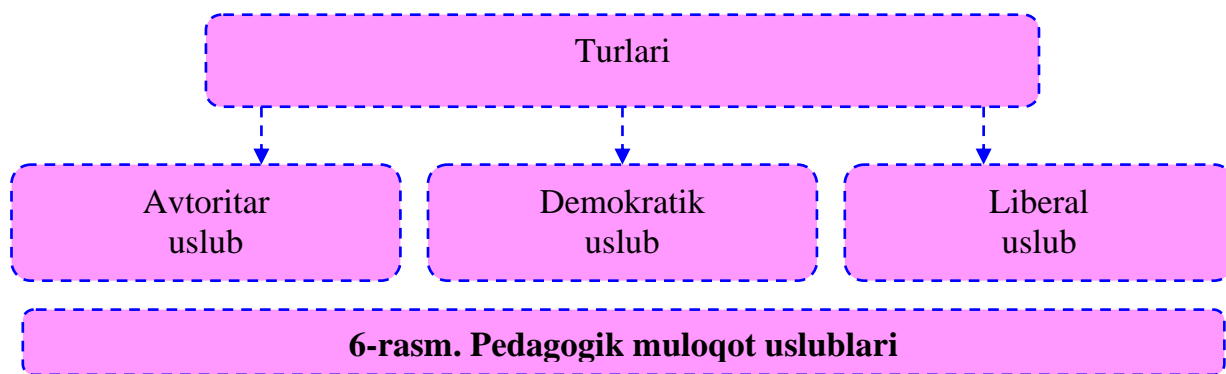 Turlari
Avtoritar
uslub
Demokratik
uslub
Liberal
uslub
6-rasm. Pedagogik muloqot uslublari